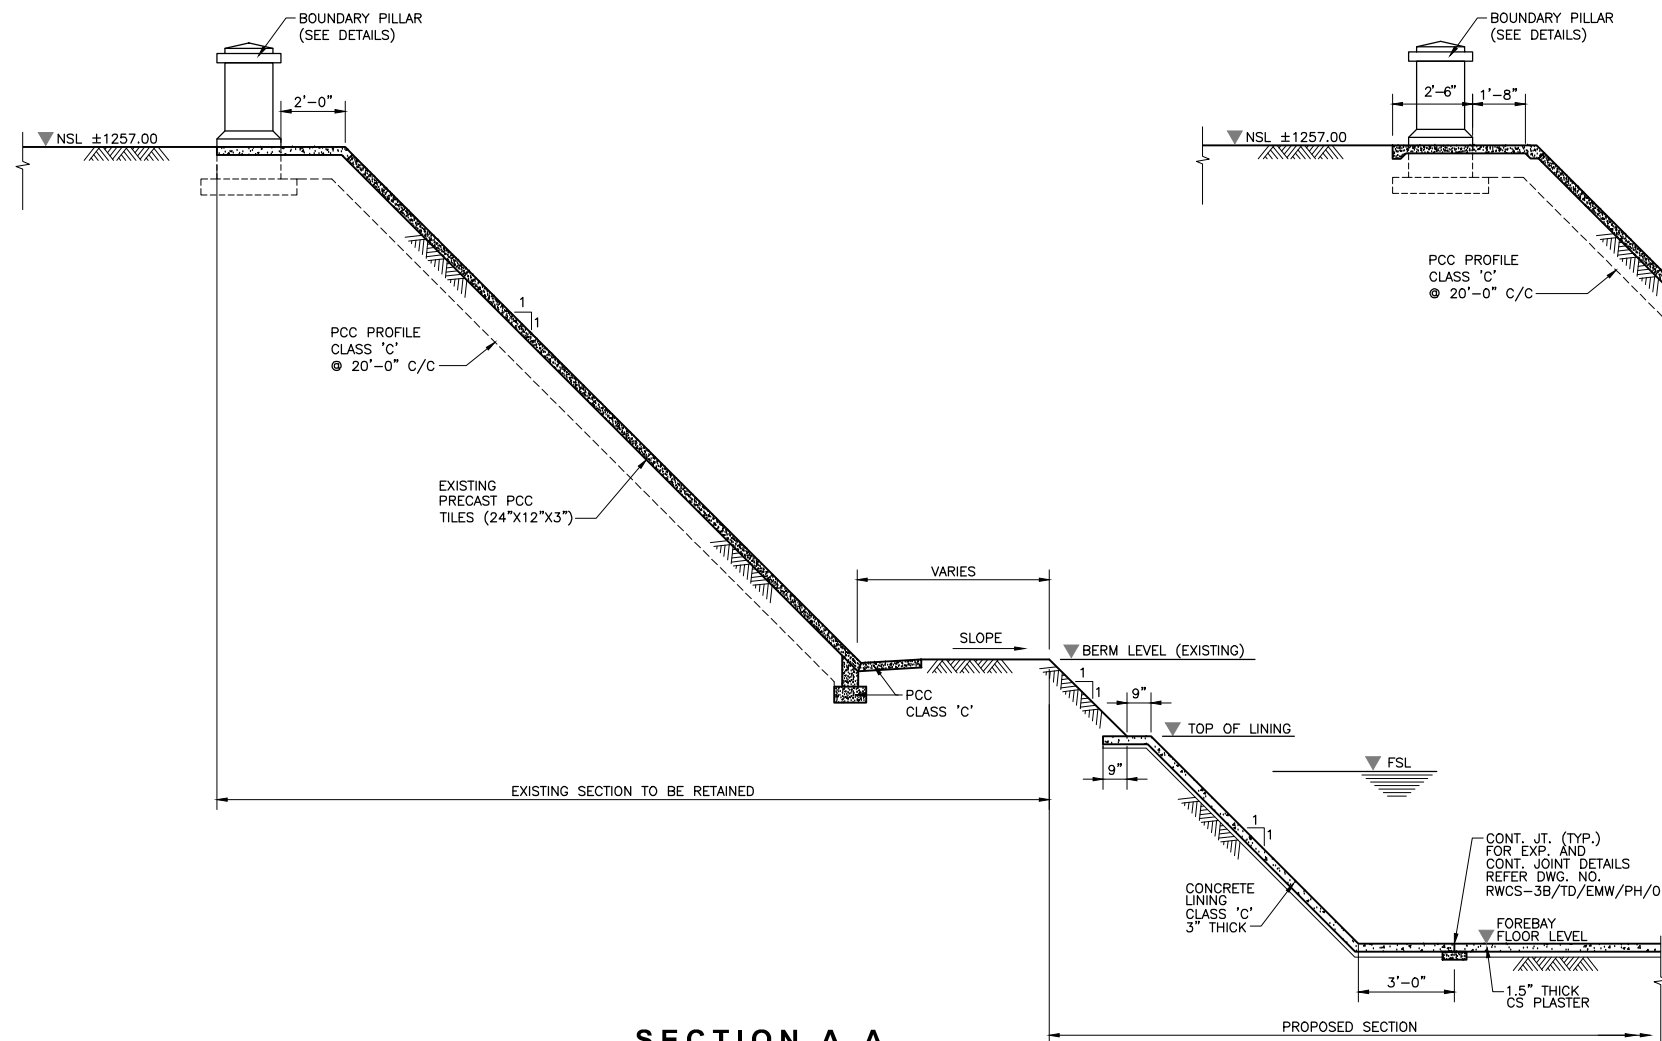 BOUNDARY PILLAR
(SEE DETAILS)
2'-0"
NSL ±1257.00
1
1
PCC PROFILE
CLASS 'C'
@ 20'-0" C/C
EXISTING
PRECAST PCC
TILES (24"X12"X3")
VARIES
SLOPE
BERM LEVEL (EXISTING)
1
1
9"
PCC
CLASS 'C'
TOP OF LINING
9"
FSL
EXISTING SECTION TO BE RETAINED
1
1
CONT. JT. (TYP.)
FOR EXP. AND
CONT. JOINT DETAILS
REFER DWG. NO.
RWCS-3B/TD/EMW/PH/0
CONCRETE
LINING
CLASS 'C'
3" THICK
FOREBAY
FLOOR LEVEL
3'-0"
1.5" THICK
CS PLASTER
PROPOSED SECTION
SECTION A A
BOUNDARY PILLAR
(SEE DETAILS)
2'-6"
1'-8"
NSL ±1257.00
PCC PROFILE
CLASS 'C'
@ 20'-0" C/C